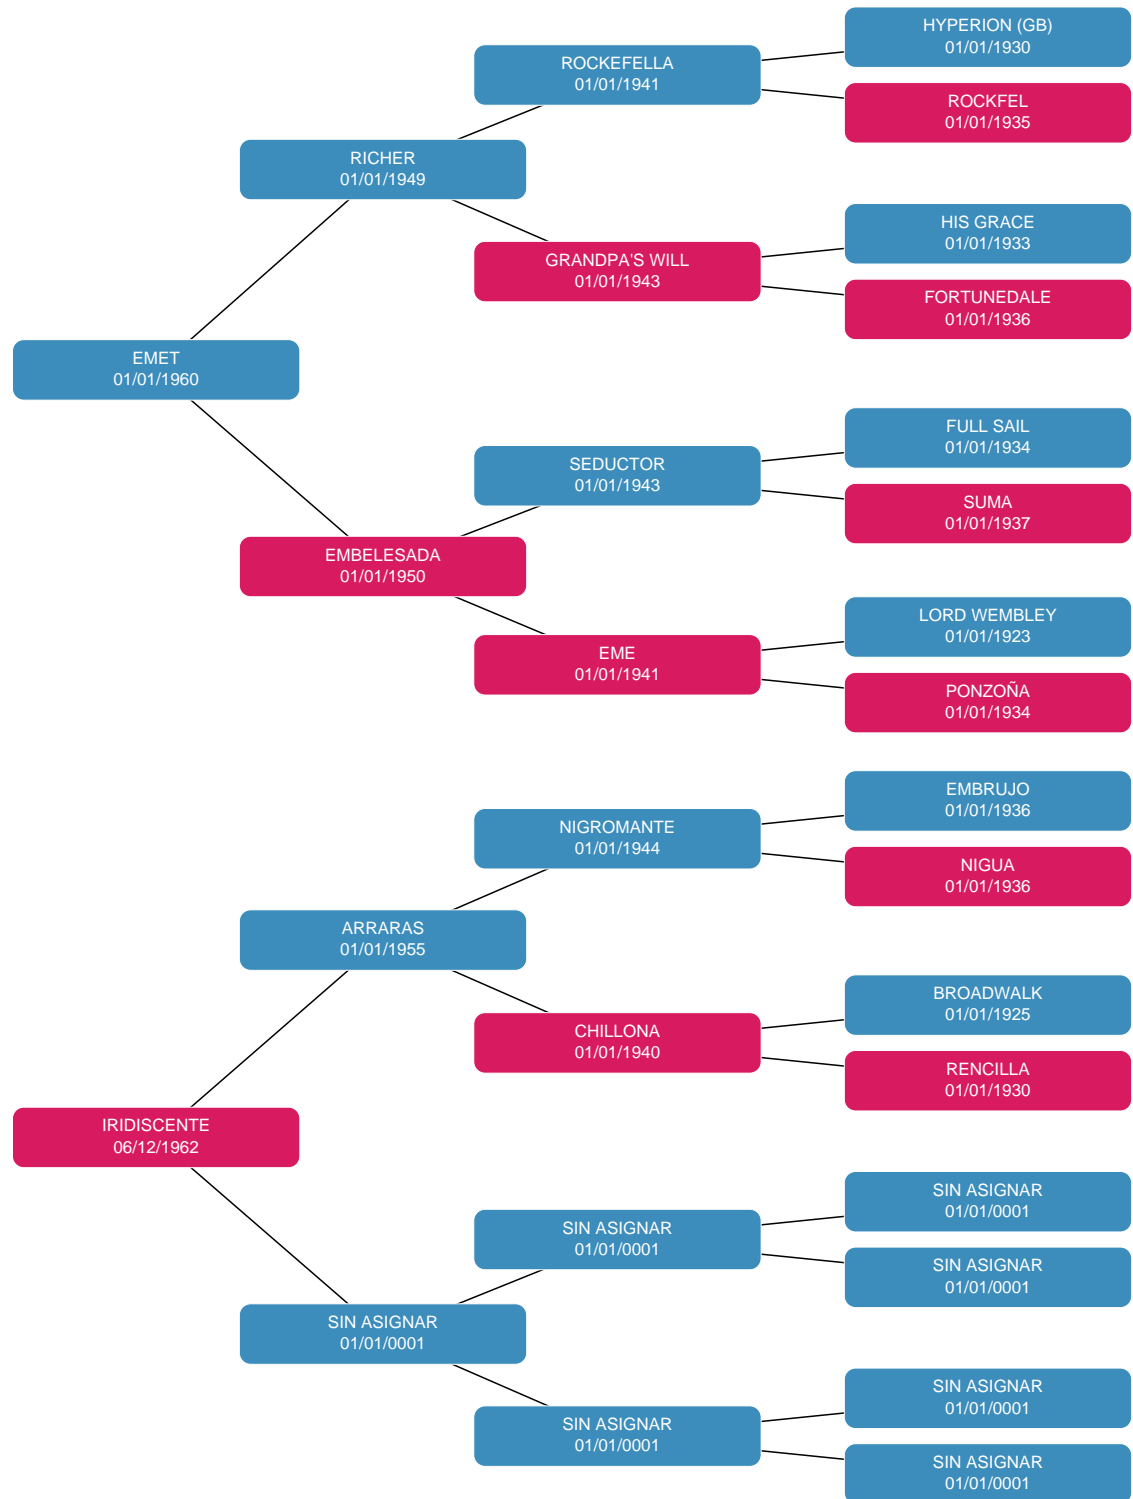 HYPERION (GB)
01/01/1930
ROCKEFELLA
01/01/1941
ROCKFEL
01/01/1935
RICHER
01/01/1949
HIS GRACE
01/01/1933
GRANDPA'S WILL
01/01/1943
FORTUNEDALE
01/01/1936
EMET
01/01/1960
FULL SAIL
01/01/1934
SEDUCTOR
01/01/1943
SUMA
01/01/1937
EMBELESADA
01/01/1950
LORD WEMBLEY
01/01/1923
EME
01/01/1941
PONZOÑA
01/01/1934
EMBRUJO
01/01/1936
NIGROMANTE
01/01/1944
NIGUA
01/01/1936
ARRARAS
01/01/1955
BROADWALK
01/01/1925
CHILLONA
01/01/1940
RENCILLA
01/01/1930
IRIDISCENTE
06/12/1962
SIN ASIGNAR
01/01/0001
SIN ASIGNAR
01/01/0001
SIN ASIGNAR
01/01/0001
SIN ASIGNAR
01/01/0001
SIN ASIGNAR
01/01/0001
SIN ASIGNAR
01/01/0001
SIN ASIGNAR
01/01/0001